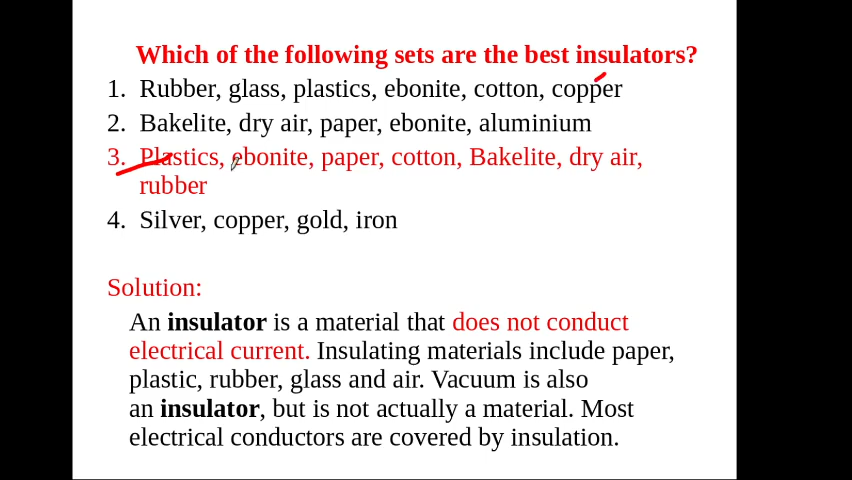 Which of the following sets are the best insulators?
1. Rubber, glass, plastics, ebonite, cotton, copper
2. Bakelite, dry air, paper, ebonite, aluminium
3. Plastics, ebonite, paper, cotton, Bakelite, dry air,
rubber
4. Silver, copper, gold, iron
Solution:
An insulator is a material that does not conduct
electrical current. Insulating materials include paper,
plastic, rubber, glass and air. Vacuum is also
an insulator, but is not actually a material. Most
electrical conductors are covered by insulation.